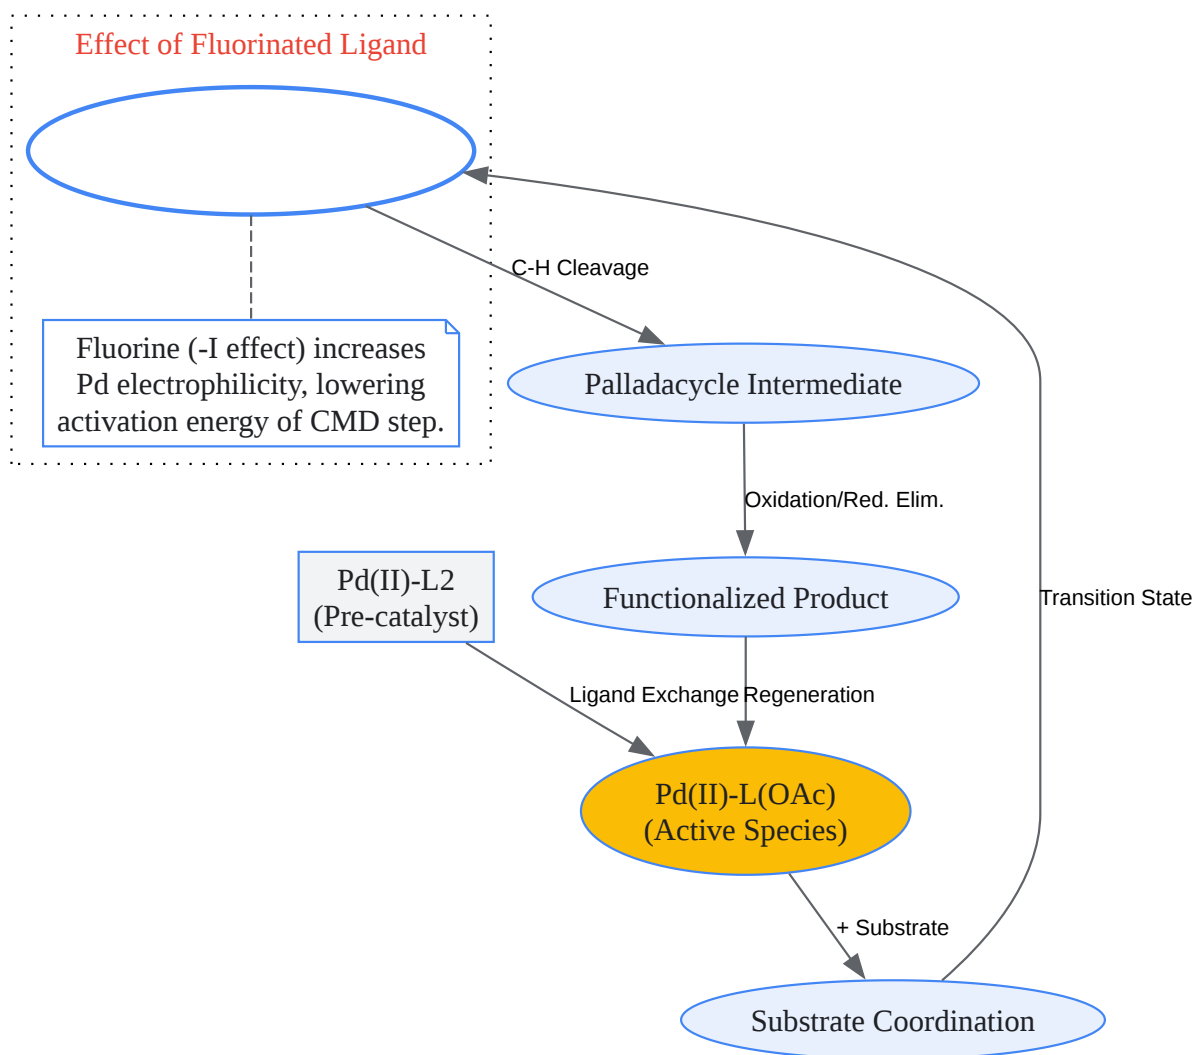 Effect of Fluorinated Ligand
C-H Cleavage
Fluorine (-I effect) increases
Pd electrophilicity, lowering
activation energy of CMD step.
Palladacycle Intermediate
Oxidation/Red. Elim.
Pd(II)-L2
(Pre-catalyst)
Functionalized Product
Transition State
Ligand Exchange
Regeneration
Pd(II)-L(OAc)
(Active Species)
+ Substrate
Substrate Coordination